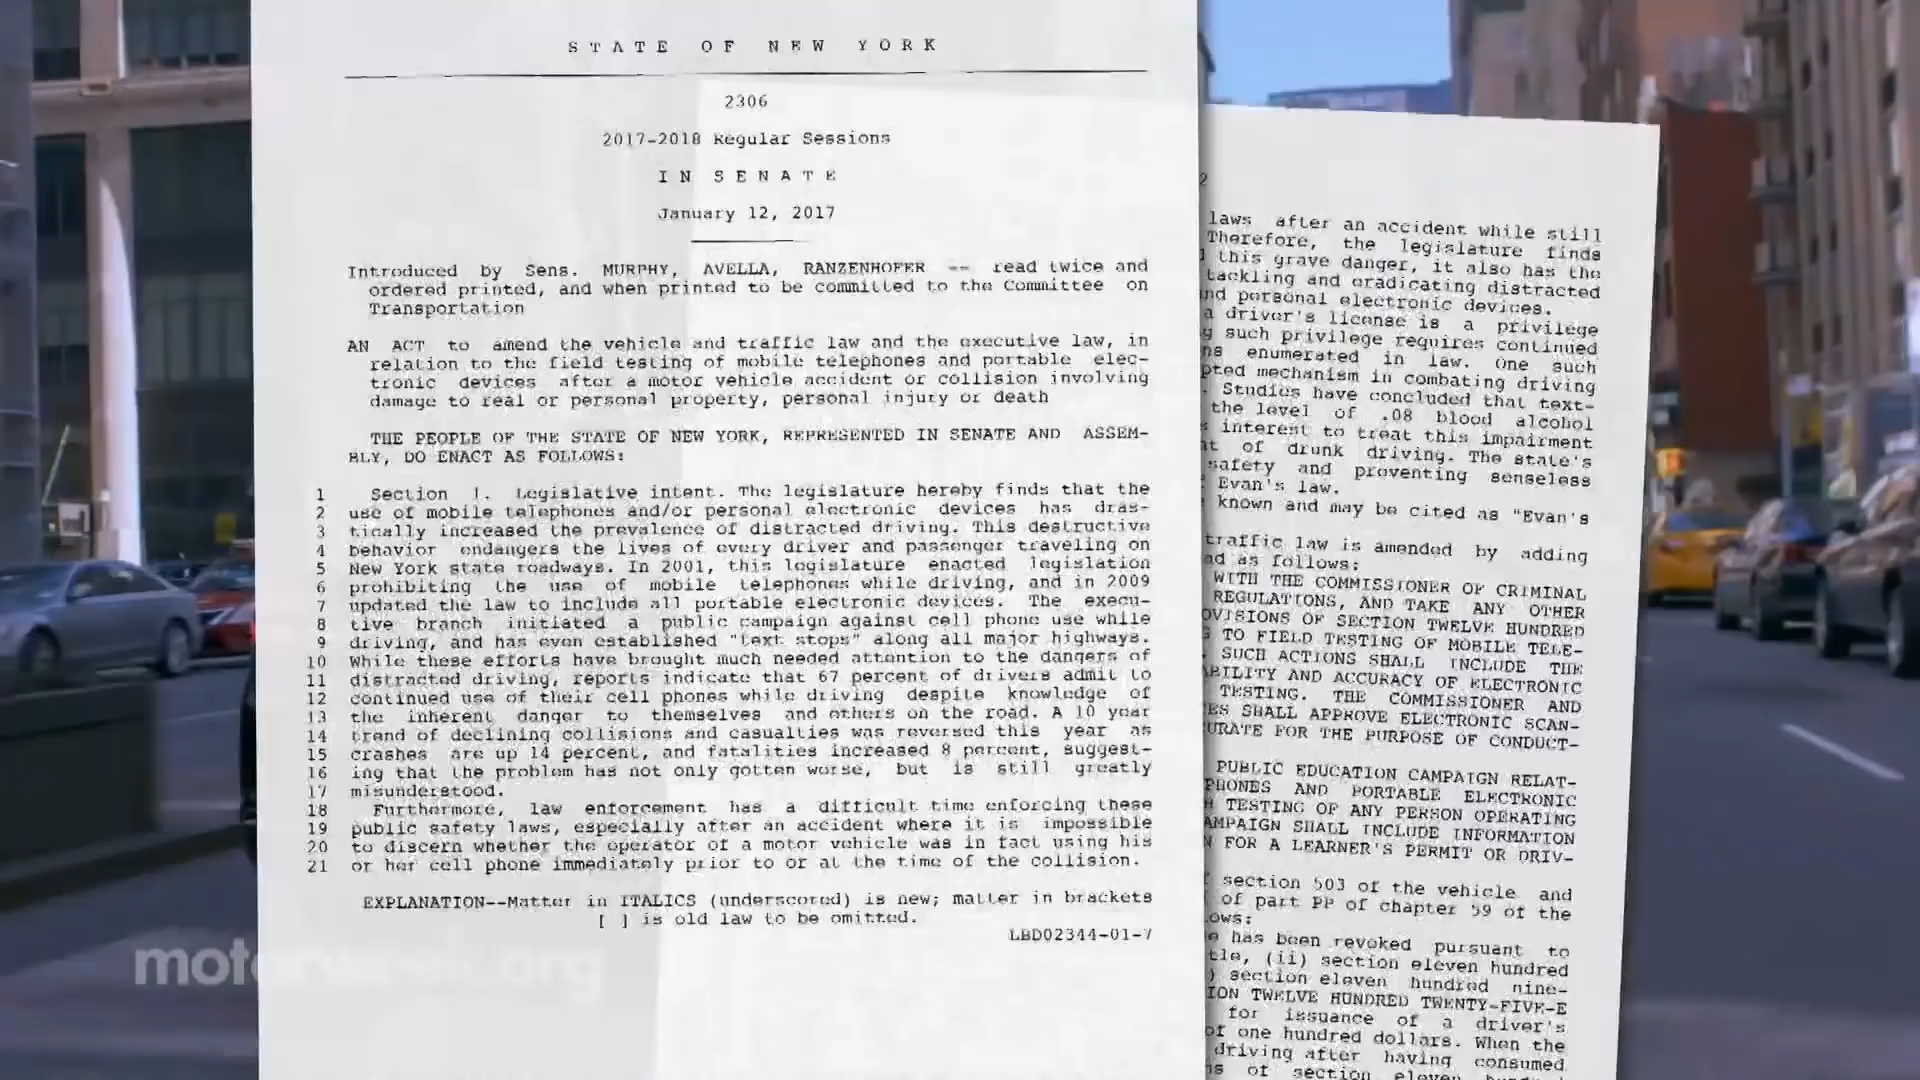 STATE OF NEW YORK
2306
2017-2018 Regular Sessions
IN SENATE
January 12, 2017
Introduced by Sens. MURPHY, AVELLA, RANZENHOFER -- read twice and
ordered printed, and when printed to be committed to the Committee on
Transportation
AN ACT to amend the vehicle and traffic law and the executive law, in
relation to the field testing of mobile telephones and portable elec-
tronic devices after a motor vehicle accident or collision involving
damage to real or personal property, personal injury or death
THE PEOPLE OF THE STATE OF NEW YORK, REPRESENTED IN SENATE AND ASSEM-
BLY, DO ENACT AS FOLLOWS:
1 Section 1. Legislative intent. The legislature hereby finds that the
2 use of mobile telephones and/or personal electronic devices has dras-
3 tically increased the prevalence of distracted driving. This destructive
4 behavior endangers the lives of every driver and passenger traveling on
5 New York state roadways. In 2001, this legislature enacted legislation
6 prohibiting the use of mobile telephones while driving, and in 2009
7 updated the law to include all portable electronic devices. The execu-
8 tive branch initiated a public campaign against cell phone use while
9 driving, and has even established "text stops" along all major highways.
10 While these efforts have brought much needed attention to the dangers of
11 distracted driving, reports indicate that 67 percent of drivers admit to
12 continued use of their cell phones while driving despite knowledge of
13 the inherent danger to themselves and others on the road. A 10 year
14 trend of declining collisions and casualties was reversed this year as
15 crashes are up 14 percent, and fatalities increased 8 percent, suggest-
16 ing that the problem has not only gotten worse, but is still greatly
17 misunderstood.
18 Furthermore, law enforcement has a difficult time enforcing these
19 public safety laws, especially after an accident where it is impossible
20 to discern whether the operator of a motor vehicle was in fact using his
21 or her cell phone immediately prior to or at the time of the collision.
EXPLANATION--Matter in ITALICS (underscored) is new; matter in brackets
[ ] is old law to be omitted.
LBD02344-01-7
2
laws after an accident while still
Therefore, the legislature finds
this grave danger, it also has the
tackling and eradicating distracted
and personal electronic devices.
a driver's license is a privilege
such privilege requires continued
enumerated in law. One such
mechanism in combating driving
. Studies have concluded that text-
the level of .08 blood alcohol
interest to treat this impairment
of drunk driving. The state's
safety and preventing senseless
Evan's law.
known and may be cited as "Evan's
traffic law is amended by adding
as follows:
WITH THE COMMISSIONER OF CRIMINAL
REGULATIONS, AND TAKE ANY OTHER
OVISIONS OF SECTION TWELVE HUNDRED
TO FIELD TESTING OF MOBILE TELE-
. SUCH ACTIONS SHALL INCLUDE THE
ABILITY AND ACCURACY OF ELECTRONIC
TESTING. THE COMMISSIONER AND
ES SHALL APPROVE ELECTRONIC SCAN-
URATE FOR THE PURPOSE OF CONDUCT-
PUBLIC EDUCATION CAMPAIGN RELAT-
PHONES AND PORTABLE ELECTRONIC
TESTING OF ANY PERSON OPERATING
AMPAIGN SHALL INCLUDE INFORMATION
FOR A LEARNER'S PERMIT OR DRIV-
section 503 of the vehicle and
of part PP of chapter 59 of the
ows:
has been revoked pursuant to
tle, (ii) section eleven hundred
) section eleven hundred nine-
ION TWELVE HUNDRED TWENTY-FIVE-E
for issuance of a driver's
of one hundred dollars. When the
driving after having consumed
of section eleven
motorweek.org